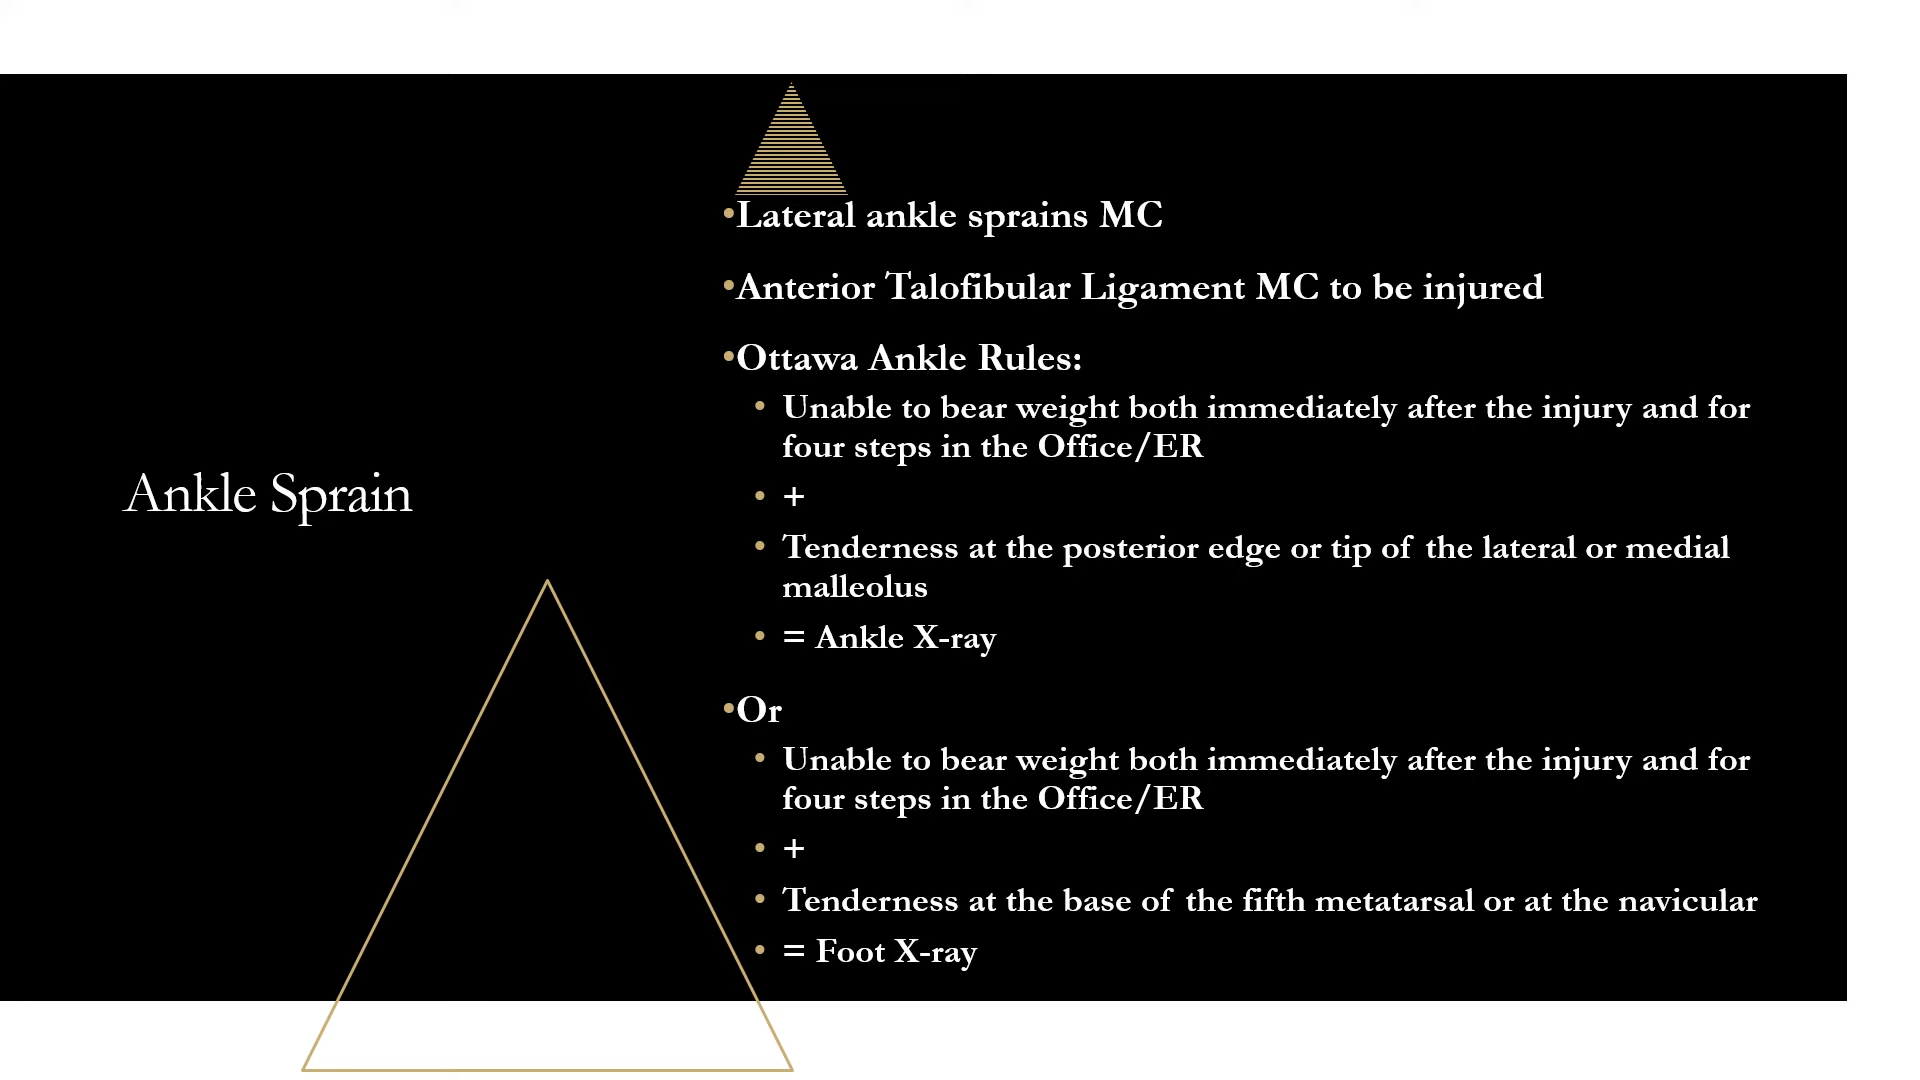 Ankle Sprain
•Lateral ankle sprains MC
•Anterior Talofibular Ligament MC to be injured
•Ottawa Ankle Rules:
• Unable to bear weight both immediately after the injury and for
four steps in the Office/ER
• +
• Tenderness at the posterior edge or tip of the lateral or medial
malleolus
• = Ankle X-ray
•Or
• Unable to bear weight both immediately after the injury and for
four steps in the Office/ER
• +
• Tenderness at the base of the fifth metatarsal or at the navicular
• = Foot X-ray